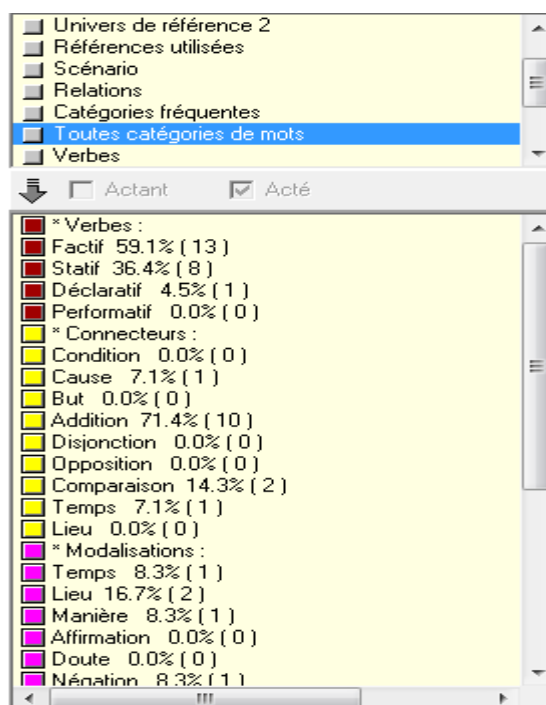 Univers de référence 2
Références utilisées
Scénario
Relations
Catégories fréquentes
Toutes catégories de mots
Verbes
Actant Acté
* Verbes :
Factif 59.1% ( 13 )
Statif 36.4% ( 8 )
Déclaratif 4.5% ( 1 )
Performatif 0.0% ( 0 )
* Connecteurs :
Condition 0.0% ( 0 )
Cause 7.1% ( 1 )
But 0.0% ( 0 )
Addition 71.4% ( 10 )
Disjonction 0.0% ( 0 )
Opposition 0.0% ( 0 )
Comparaison 14.3% ( 2 )
Temps 7.1% ( 1 )
Lieu 0.0% ( 0 )
* Modalisations :
Temps 8.3% ( 1 )
Lieu 16.7% ( 2 )
Manière 8.3% ( 1 )
Affirmation 0.0% ( 0 )
Doute 0.0% ( 0 )
Négation 8.3% ( 1 )